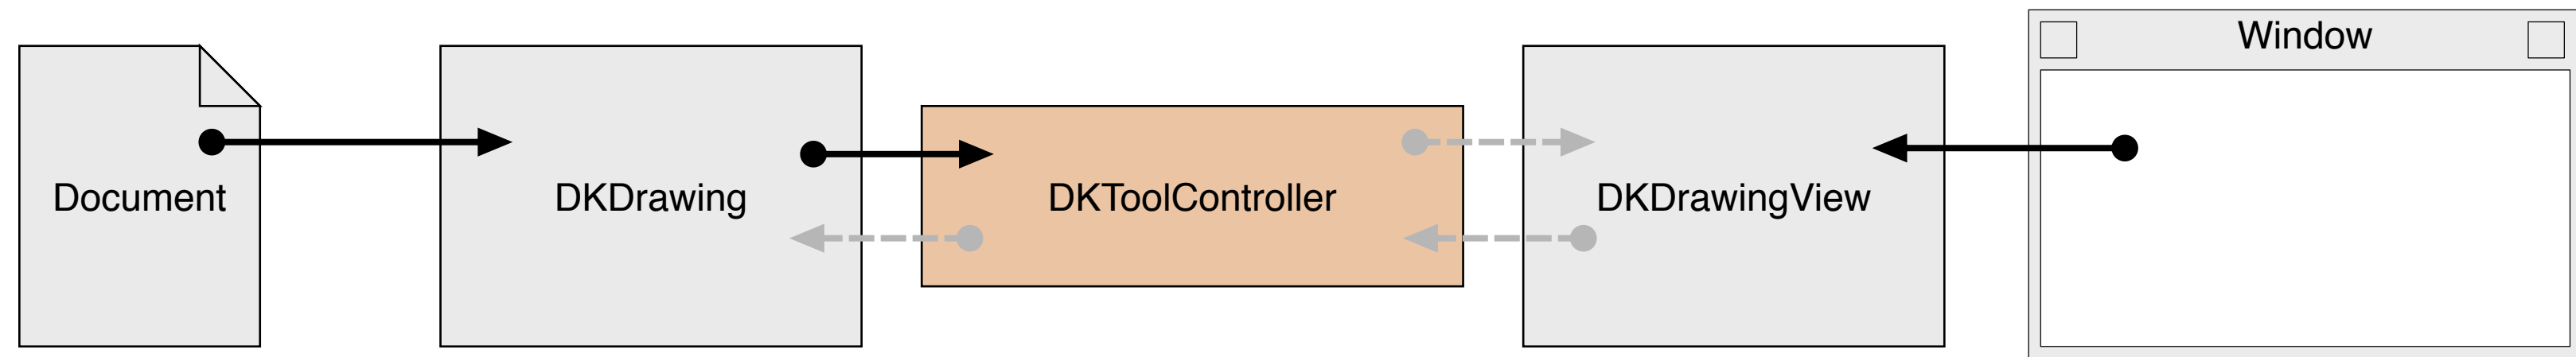 Window
Document
DKDrawing
DKToolController
DKDrawingView